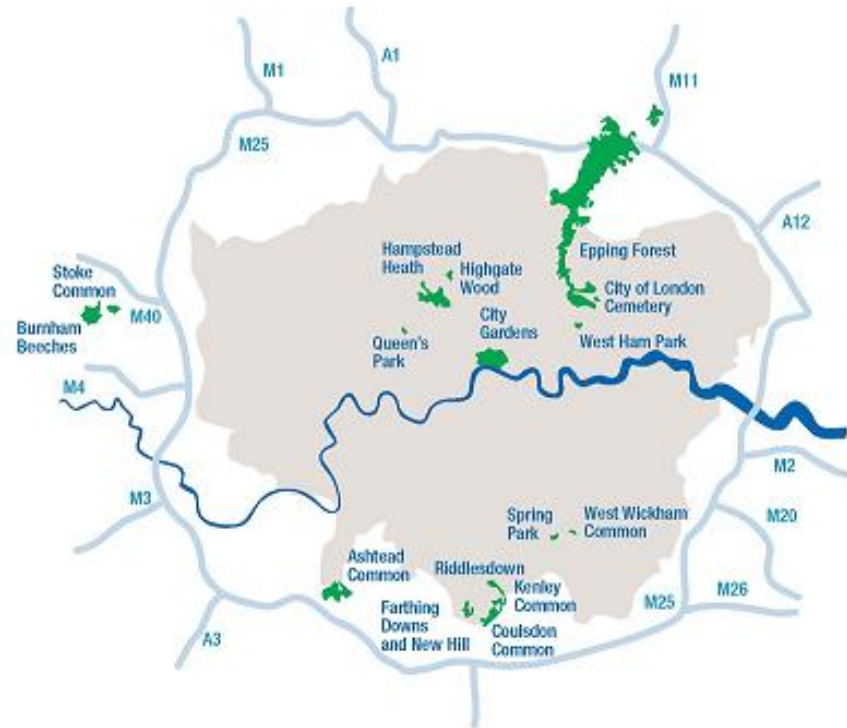 A1
M1
M11
M25
A12
Epping Forest
Hampstead
Heath
Highgate
Wood
Stoke
Common
City of London
Cemetery
City
Gardens
M40
Burnham
Beeches
Queen's
Park
West Ham Park
M4
M2
M3
Spring
Park
West Wickham
Common
M20
Ashtead
Common
Riddlesdown
Kenley
Common
M26
M25
Farthing
Downs
and New Hill
Coulsdon
Common
A3